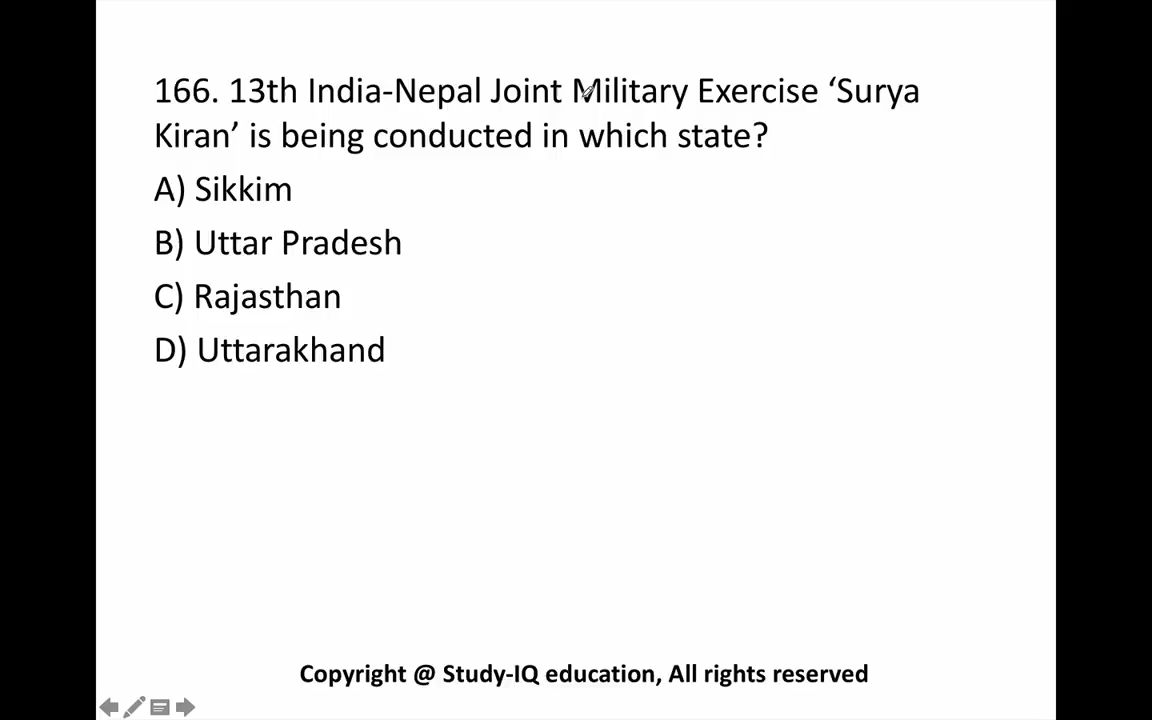 166. 13th India-Nepal Joint Military Exercise ‘Surya
Kiran’ is being conducted in which state?
A) Sikkim
B) Uttar Pradesh
C) Rajasthan
D) Uttarakhand
Copyright @ Study-IQ education, All rights reserved